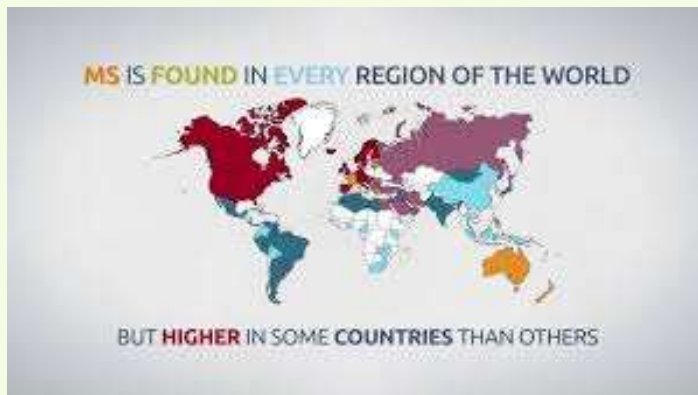 MS IS FOUND IN EVERY REGION OF THE WORLD
BUT HIGHER IN SOME COUNTRIES THAN OTHERS